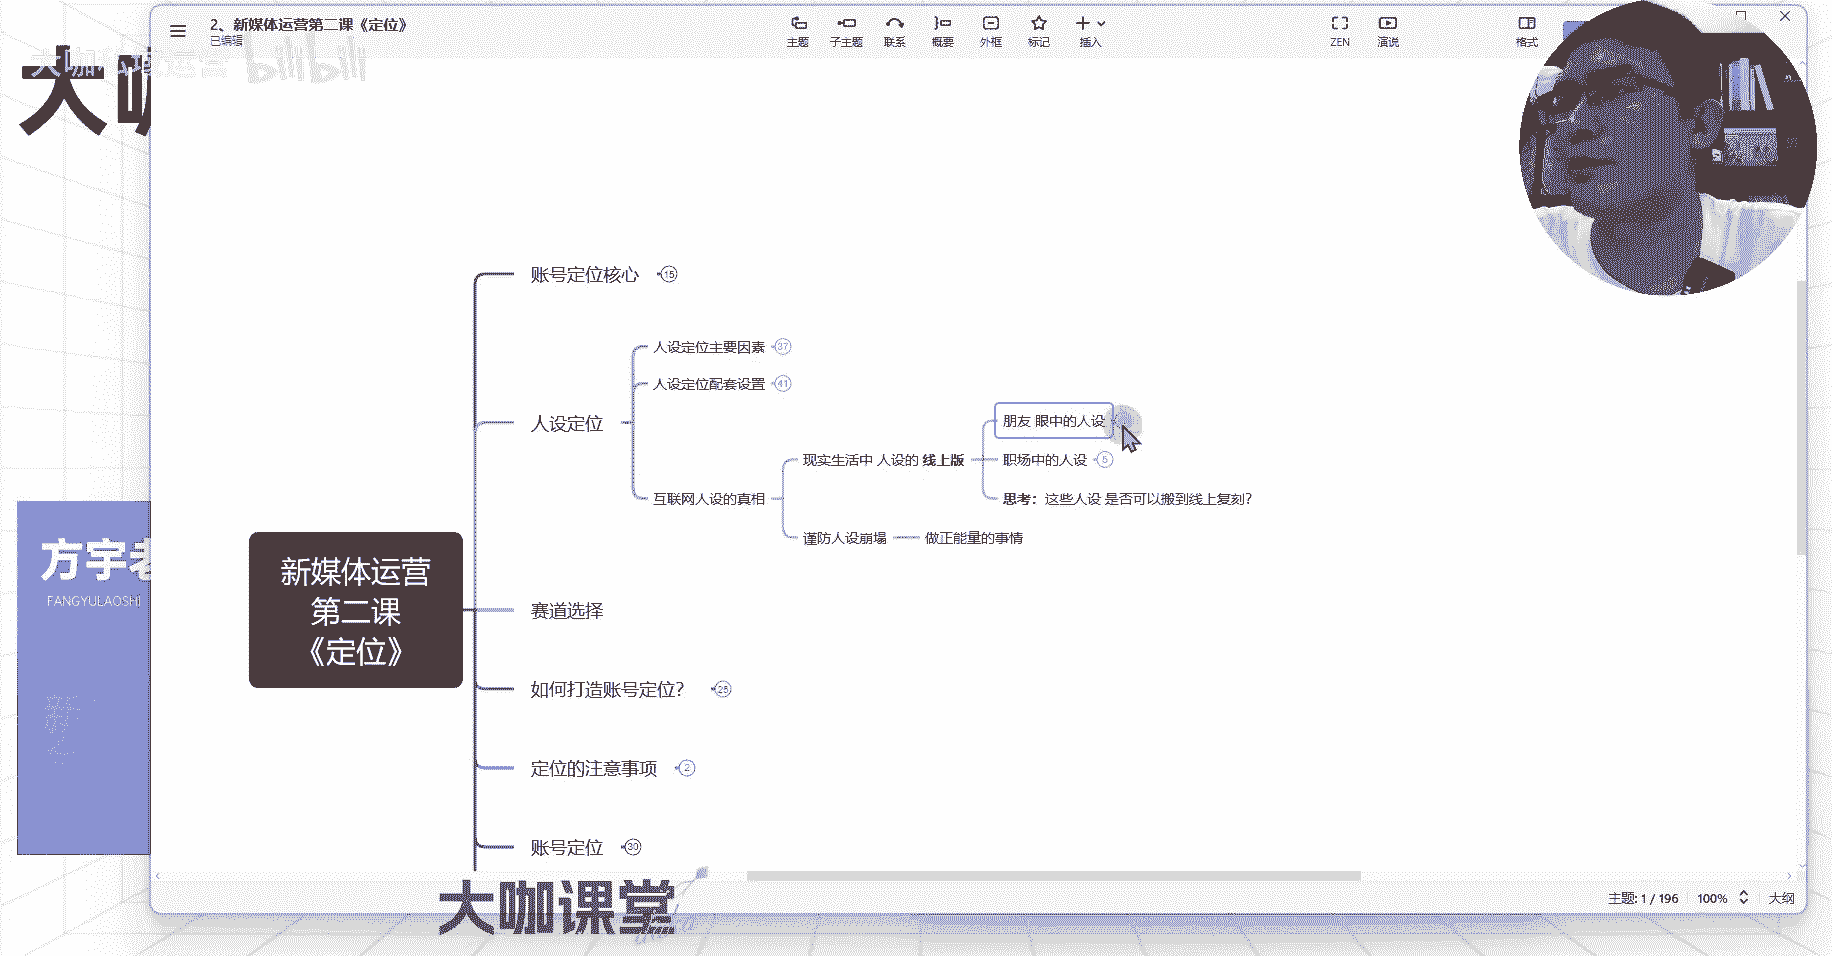 2、新媒体运营第二课《定位》
已编辑
主题
子主题
联系
概要
外框
标记
插入
ZEN
演说
格式
大咖
bilibili
账号定位核心 15
人设定位主要因素 37
人设定位配套设置 41
朋友 眼中的人设
人设定位
现实生活中 人设的 线上版
职场中的人设 5
互联网人设的真相
思考：这些人设 是否可以搬到线上复刻?
谨防人设崩塌
做正能量的事情
新媒体运营
第二课
《定位》
赛道选择
如何打造账号定位? 26
定位的注意事项 2
账号定位 30
方宇老
FANGYULAOSHI
大咖课堂
主题: 1 / 196
100%
大纲